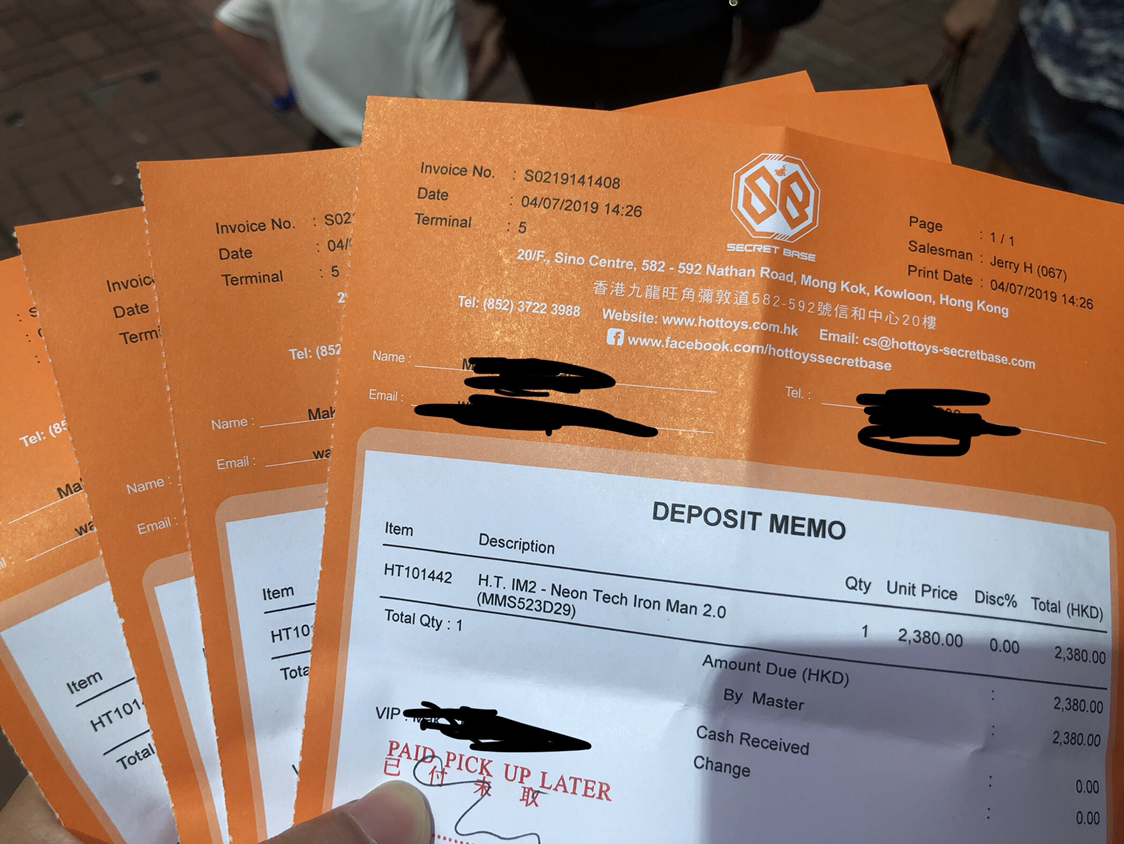 Invoice No. : S0219141408
Date : 04/07/2019 14:26
Terminal : 5
SECRET BASE
Page : 1 / 1
Salesman : Jerry H (067)
Print Date : 04/07/2019 14:26
20/F., Sino Centre, 582 - 592 Nathan Road, Mong Kok, Kowloon, Hong Kong
香港九龍旺角彌敦道582-592號信和中心20樓
Tel: (852) 3722 3988 Website: www.hottoys.com.hk Email: cs@hottoys-secretbase.com
www.facebook.com/hottoyssecretbase
Name :
Tel. :
Email :
DEPOSIT MEMO
Item Description Qty Unit Price Disc% Total (HKD)
HT101442 H.T. IM2 - Neon Tech Iron Man 2.0 1 2,380.00 0.00 2,380.00
(MMS523D29)
Total Qty : 1
Amount Due (HKD) : 2,380.00
By Master : 2,380.00
Cash Received : 0.00
Change : 0.00
VIP :
PAID PICK UP LATER
已 付 未 取
Invoice No. : S02
Date : 04/
Terminal : 5
Tel: (852
Name : Mak
Email : wa
Item
HT10
Tota
Invoic
Date
Termi
Name :
Email :
Tel: (85
Ma
wa
Item
HT101
Total